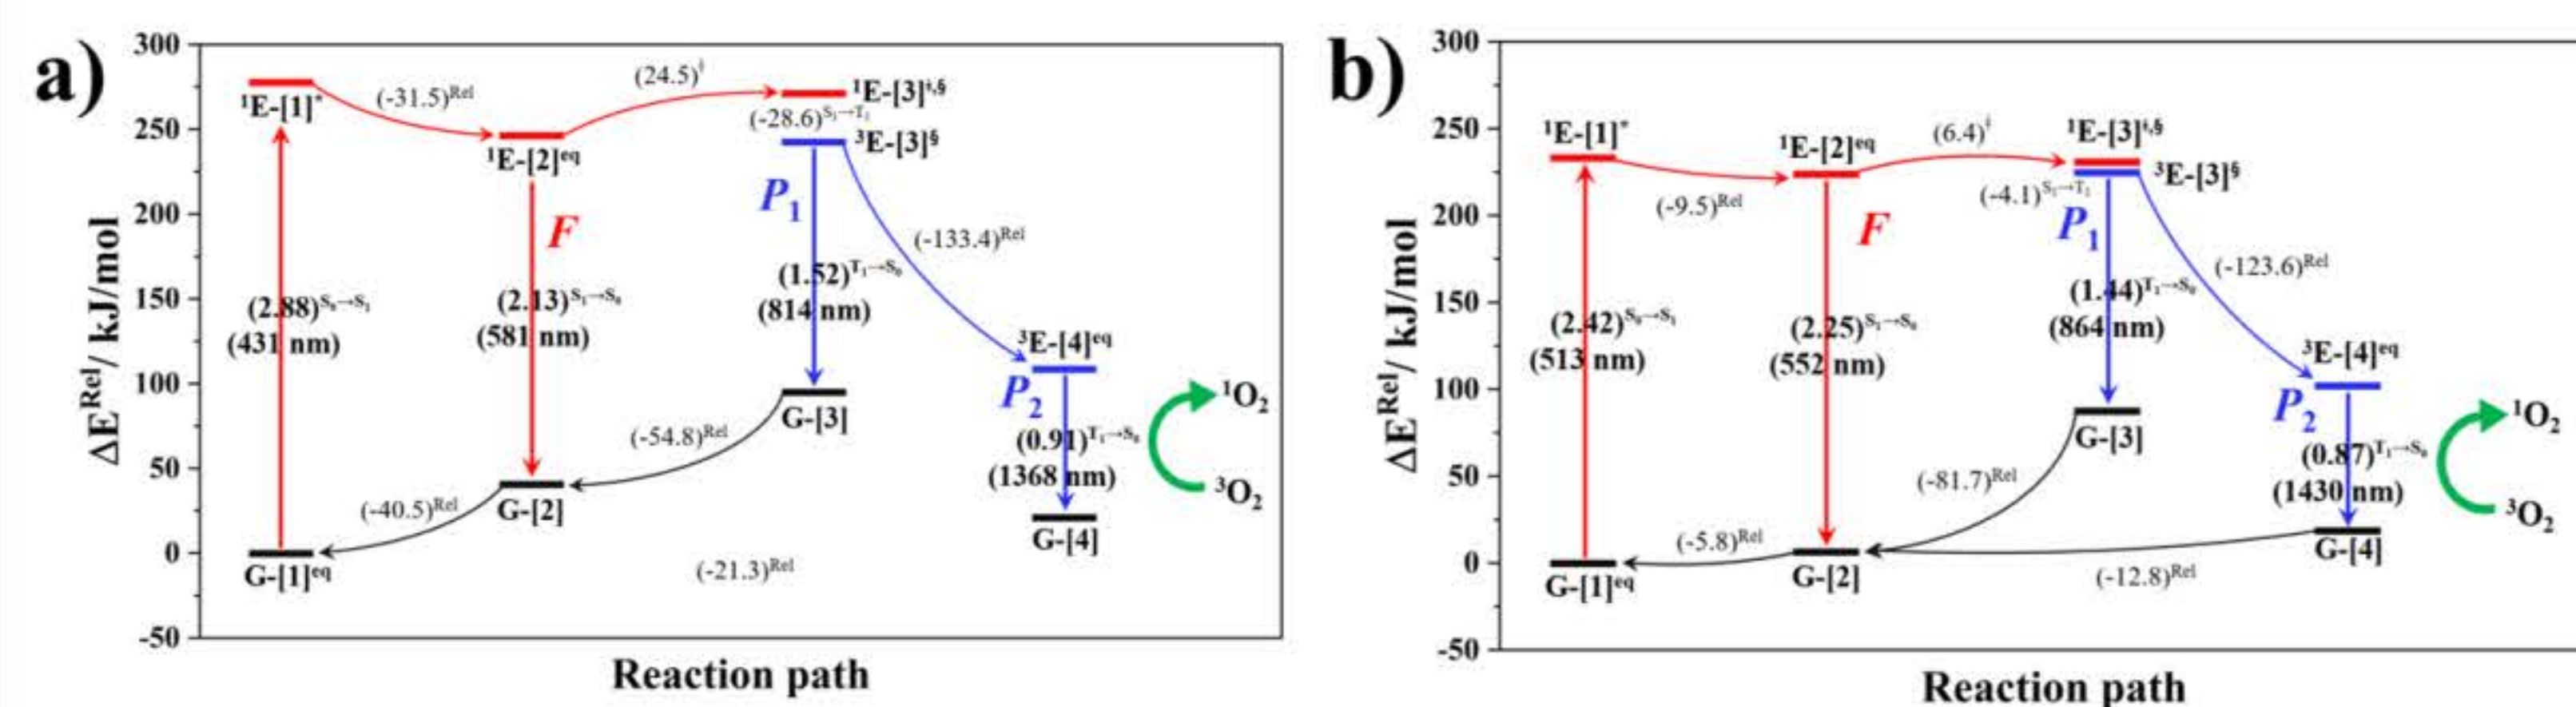 a)
ΔE^Rel/ kJ/mol
300
250
200
150
100
50
0
-50
¹E-[1]*
(-31.5)^Rel
¹E-[2]^eq
(24.5)^‡
¹E-[3]^‡,§
(-28.6)^S₁→T₁
³E-[3]§
F
P₁
(-133.4)^Rel
(2.88)^S₀→S₁
(431 nm)
(2.13)^S₁→S₀
(581 nm)
(1.52)^T₁→S₀
(814 nm)
³E-[4]^eq
P₂
(0.91)^T₁→S₀
(1368 nm)
¹O₂
³O₂
G-[3]
(-54.8)^Rel
G-[2]
(-40.5)^Rel
G-[4]
G-[1]^eq
(-21.3)^Rel
Reaction path
b)
ΔE^Rel/ kJ/mol
300
250
200
150
100
50
0
-50
¹E-[1]*
(-9.5)^Rel
¹E-[2]^eq
(6.4)^‡
¹E-[3]^‡,§
³E-[3]§
(-4.1)^S₁→T₁
F
P₁
(-123.6)^Rel
(2.42)^S₀→S₁
(513 nm)
(2.25)^S₁→S₀
(552 nm)
(1.44)^T₁→S₀
(864 nm)
³E-[4]^eq
P₂
(0.87)^T₁→S₀
(1430 nm)
¹O₂
³O₂
G-[3]
(-81.7)^Rel
(-5.8)^Rel
G-[2]
G-[4]
G-[1]^eq
(-12.8)^Rel
Reaction path